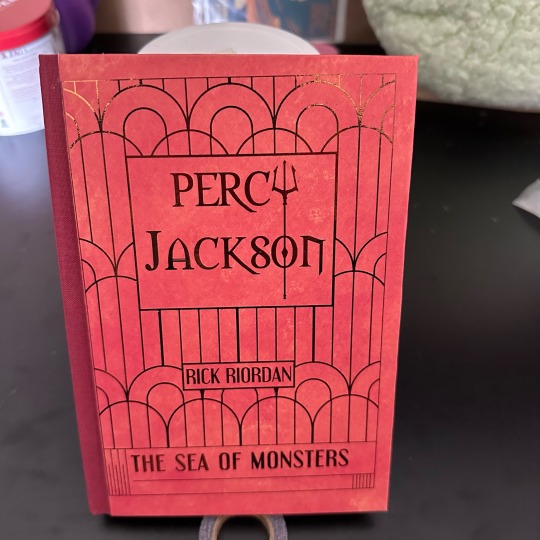 PERCY
JACKSON
RICK RIORDAN
THE SEA OF MONSTERS